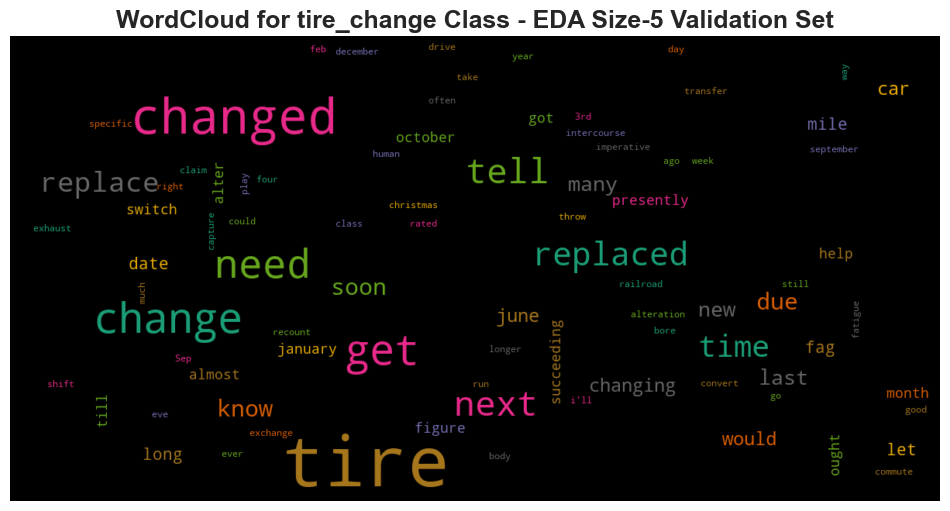 WordCloud for tire_change Class - EDA Size-5 Validation Set
feb
december
drive
year
day
take
way
car
transfer
often
specific
changed
got
3rd
mile
october
intercourse
imperative
september
human
tell
ago
week
claim
alter
play
four
many
replace
right
presently
switch
christmas
throw
exhaust
capture
could
class
rated
date
need
replaced
help
much
soon
railroad
still
due
new
change
june
alteration
fatigue
recount
bore
succeeding
january
get
longer
time
fag
Sep
almost
shift
run
changing
convert
last
go
month
till
eve
know
next
i'll
good
figure
exchange
would
ought
let
long
ever
tire
body
commute